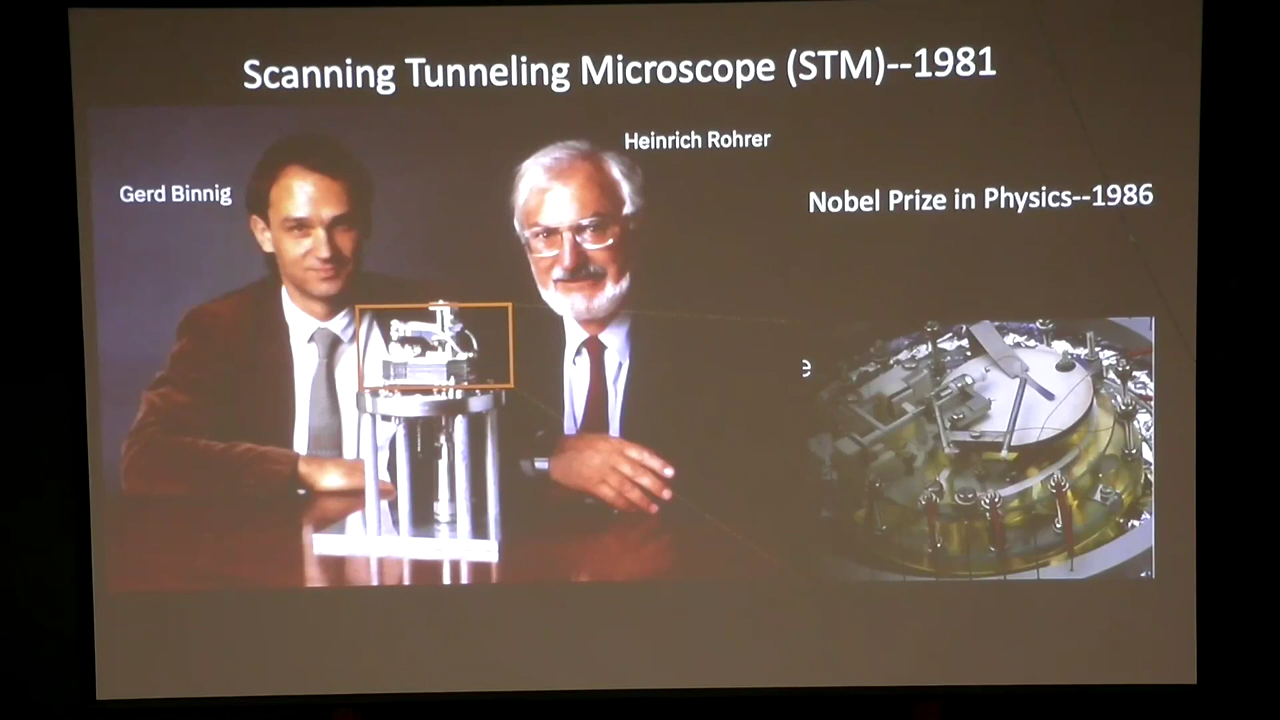 Scanning Tunneling Microscope (STM)--1981
Heinrich Rohrer
Gerd Binnig
Nobel Prize in Physics--1986
e